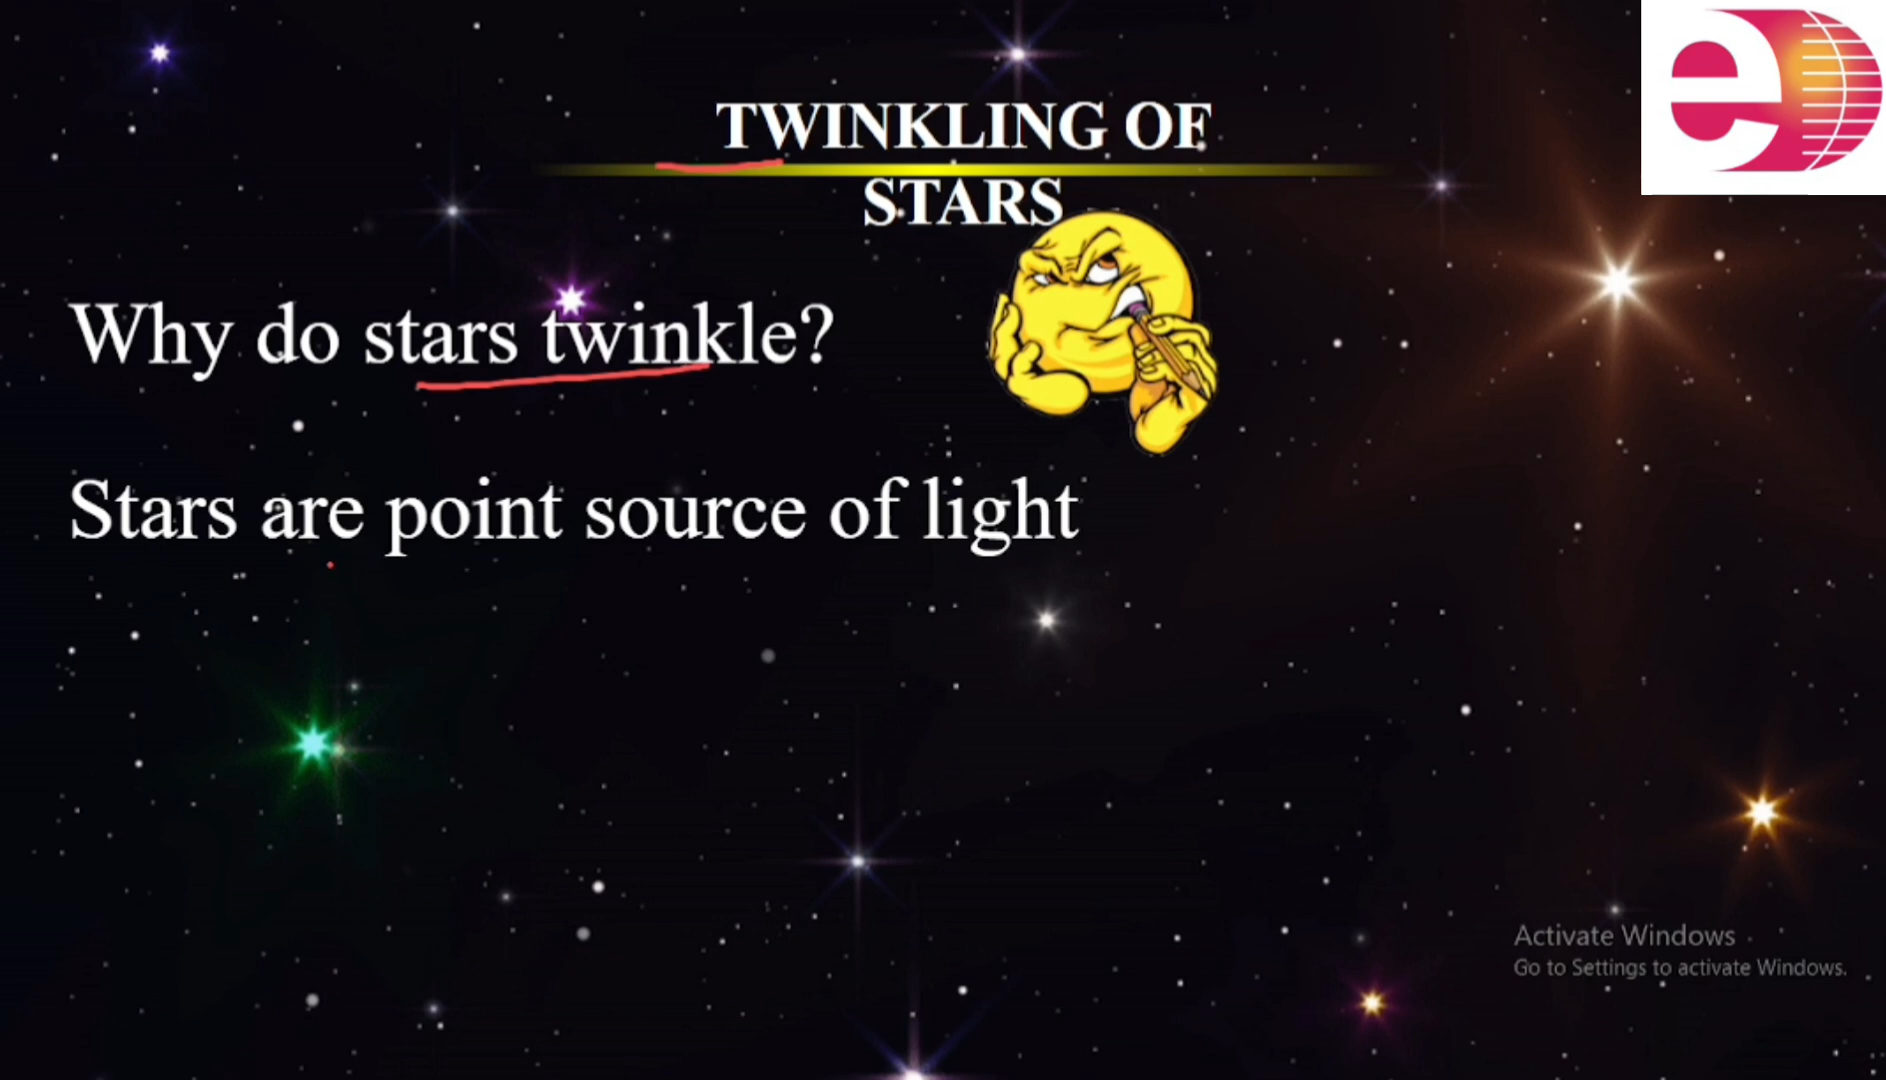 TWINKLING OF
STARS
Why do stars twinkle?
Stars are point source of light
Activate Windows
Go to Settings to activate Windows.
eD